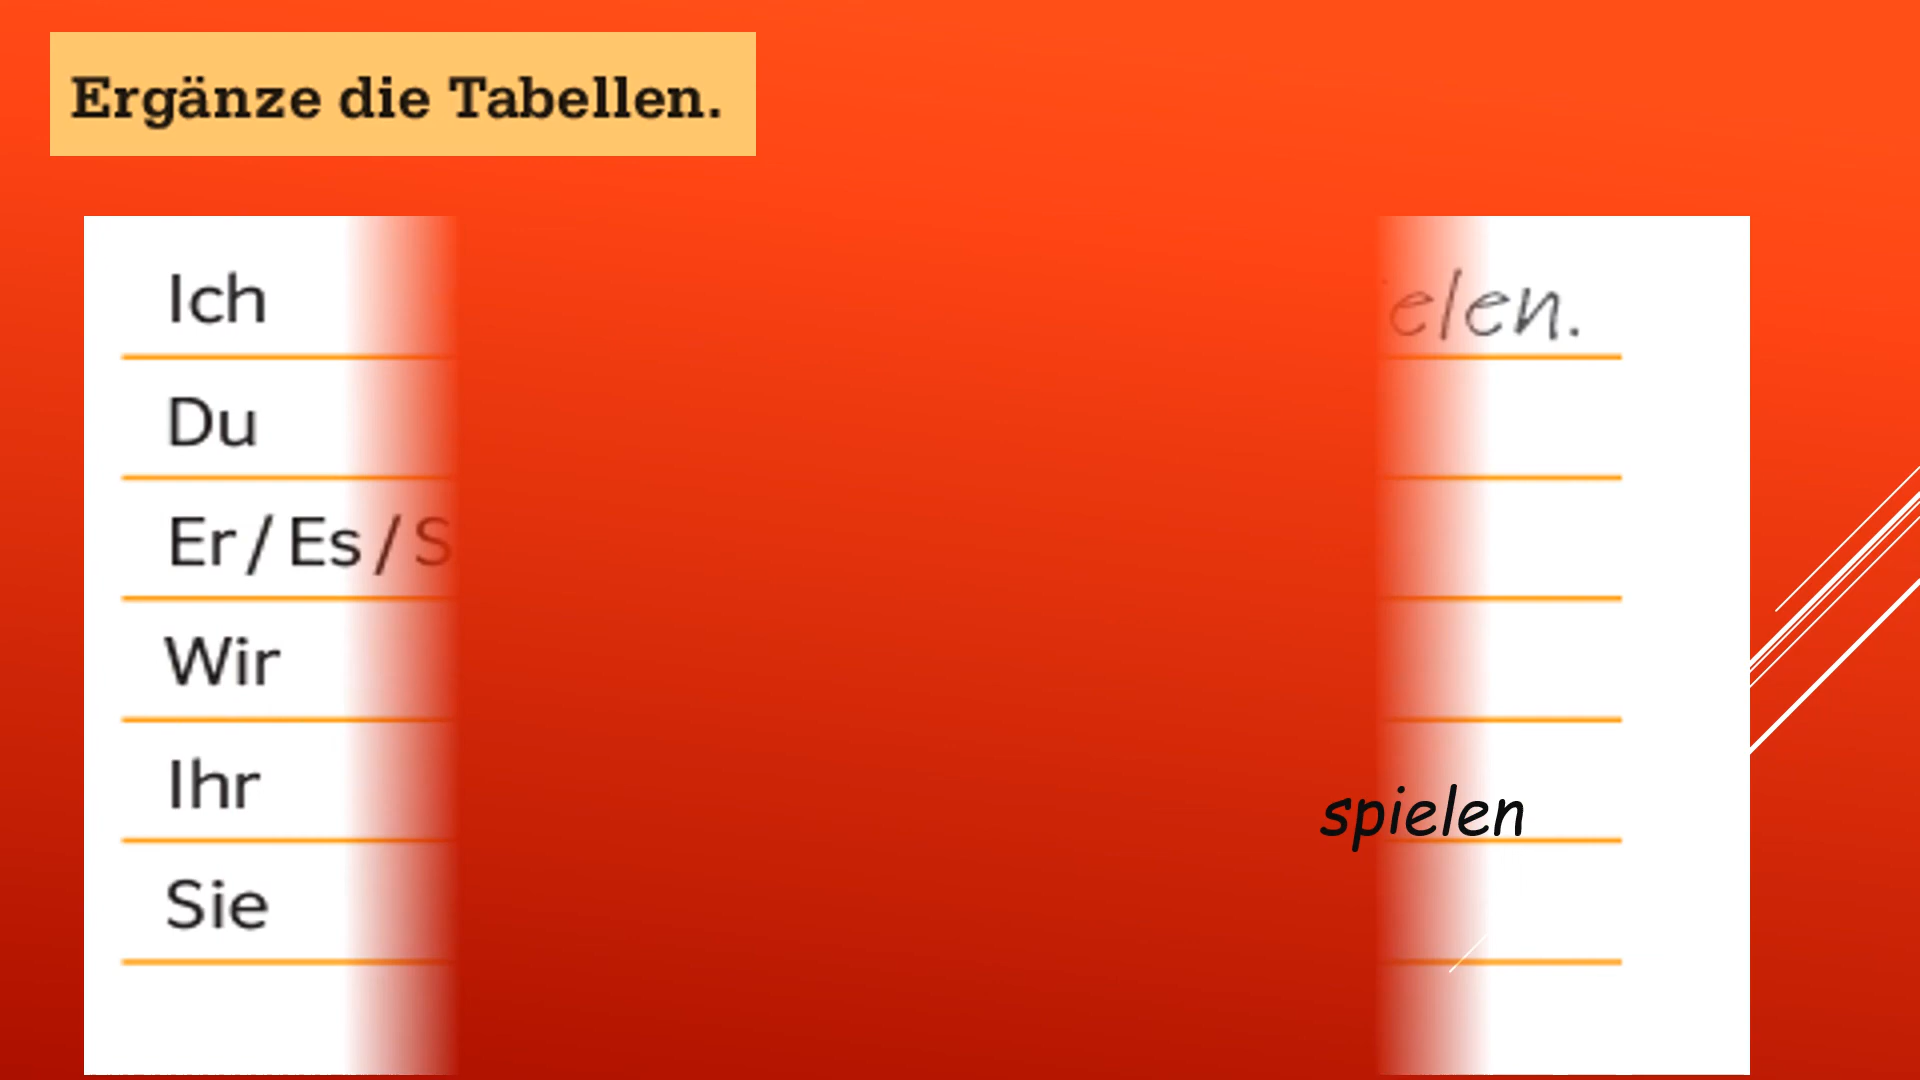 Ergänze die Tabellen.
Ich elen.
Du
Er / Es / S
Wir
Ihr spielen
Sie